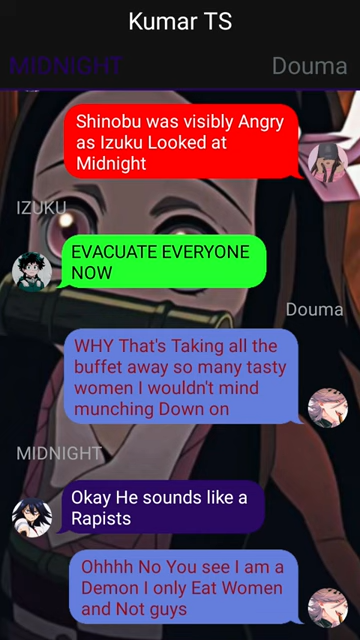 Kumar TS
MIDNIGHT
Douma
Shinobu was visibly Angry
as Izuku Looked at
Midnight
IZUKU
EVACUATE EVERYONE
NOW
Douma
WHY That's Taking all the
buffet away so many tasty
women I wouldn't mind
munching Down on
MIDNIGHT
Okay He sounds like a
Rapists
Ohhhh No You see I am a
Demon I only Eat Women
and Not guys